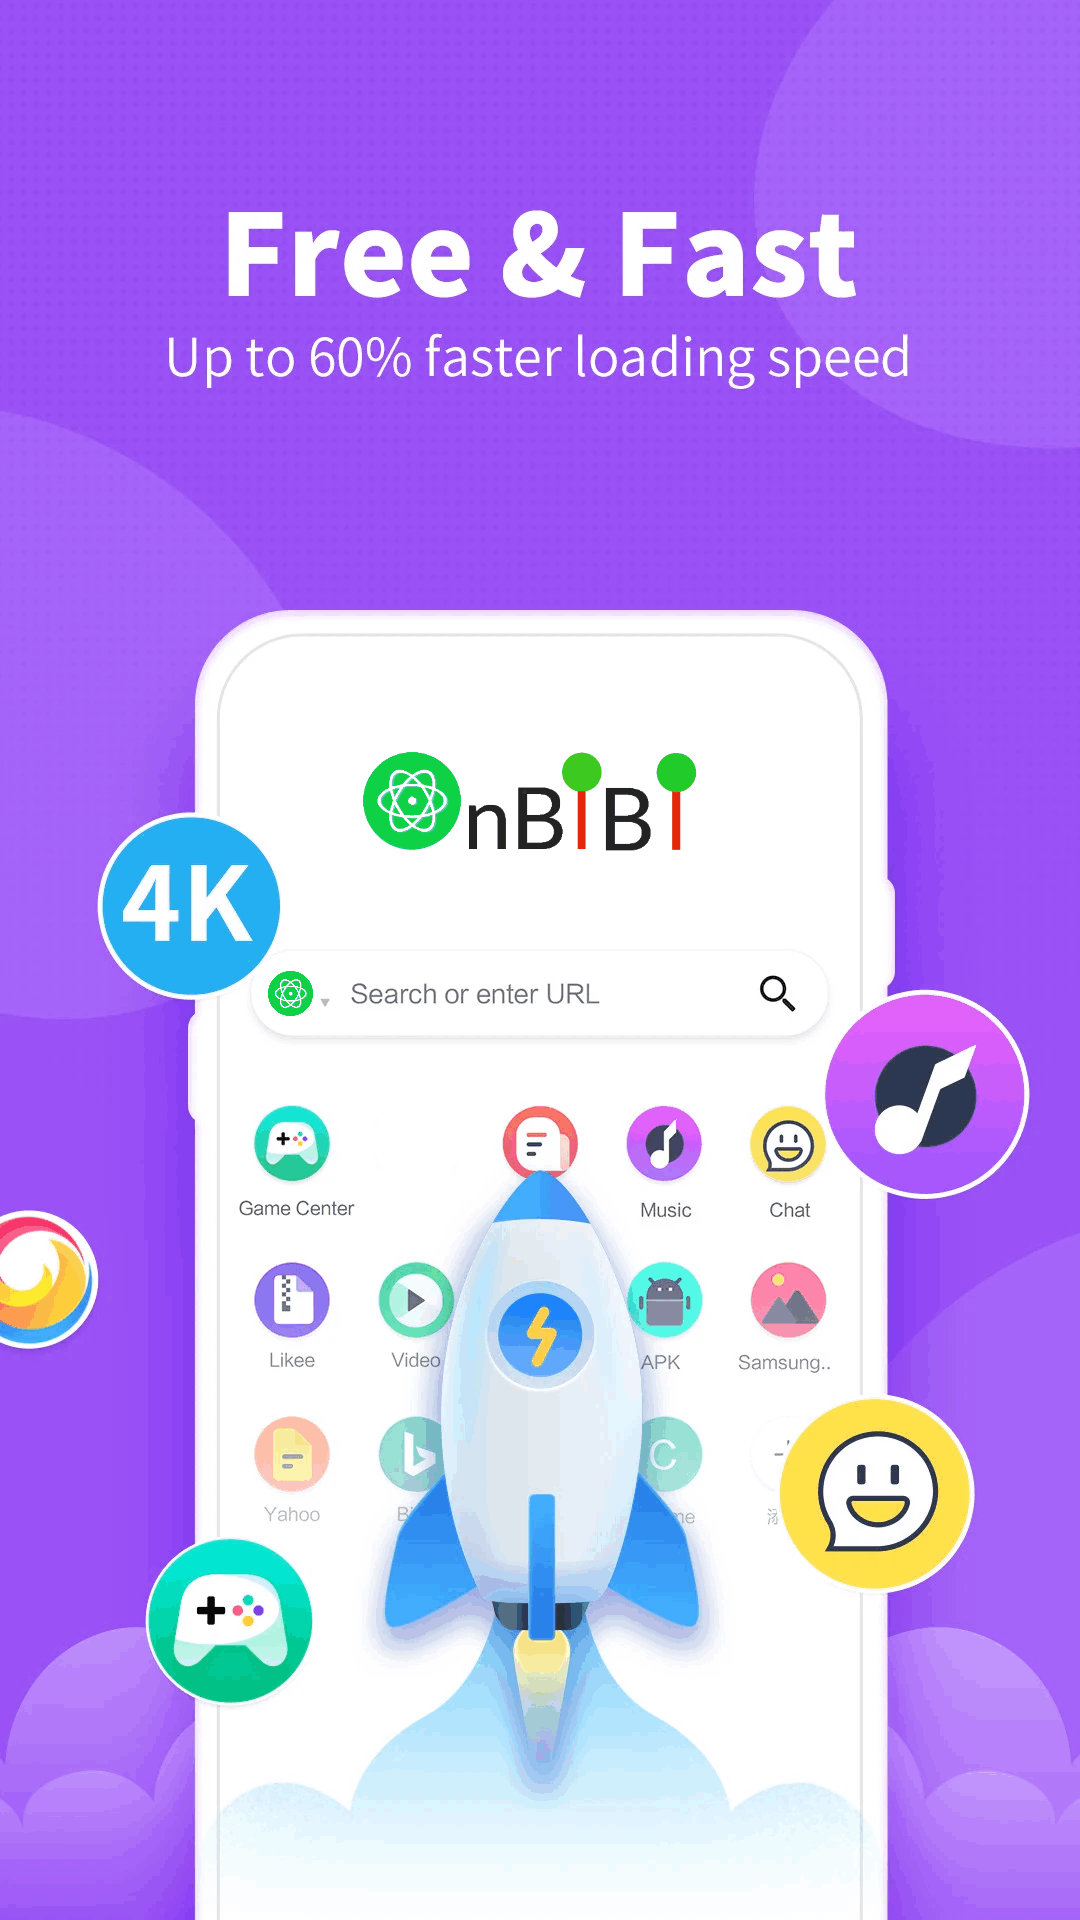 Free & Fast
Up to 60% faster loading speed
OnBiBi
4K
Search or enter URL
Game Center
Music
Chat
Likee
Video
APK
Samsung..
C
Yahoo